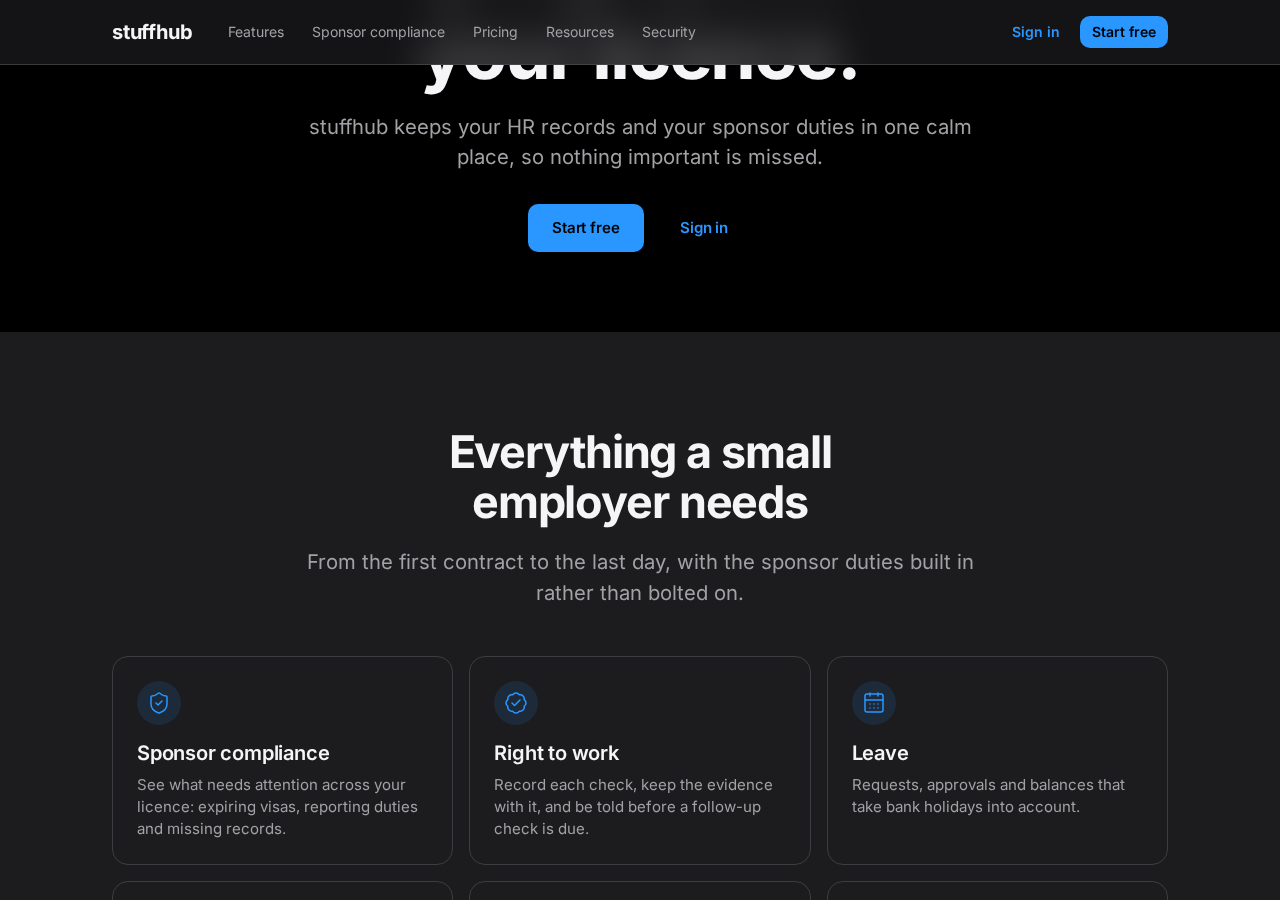 stuffhub Features Sponsor compliance Pricing Resources Security Sign in Start free
your licence.
stuffhub keeps your HR records and your sponsor duties in one calm
place, so nothing important is missed.
Start free Sign in
Everything a small
employer needs
From the first contract to the last day, with the sponsor duties built in
rather than bolted on.
Sponsor compliance
See what needs attention across your
licence: expiring visas, reporting duties
and missing records.
Right to work
Record each check, keep the evidence
with it, and be told before a follow-up
check is due.
Leave
Requests, approvals and balances that
take bank holidays into account.